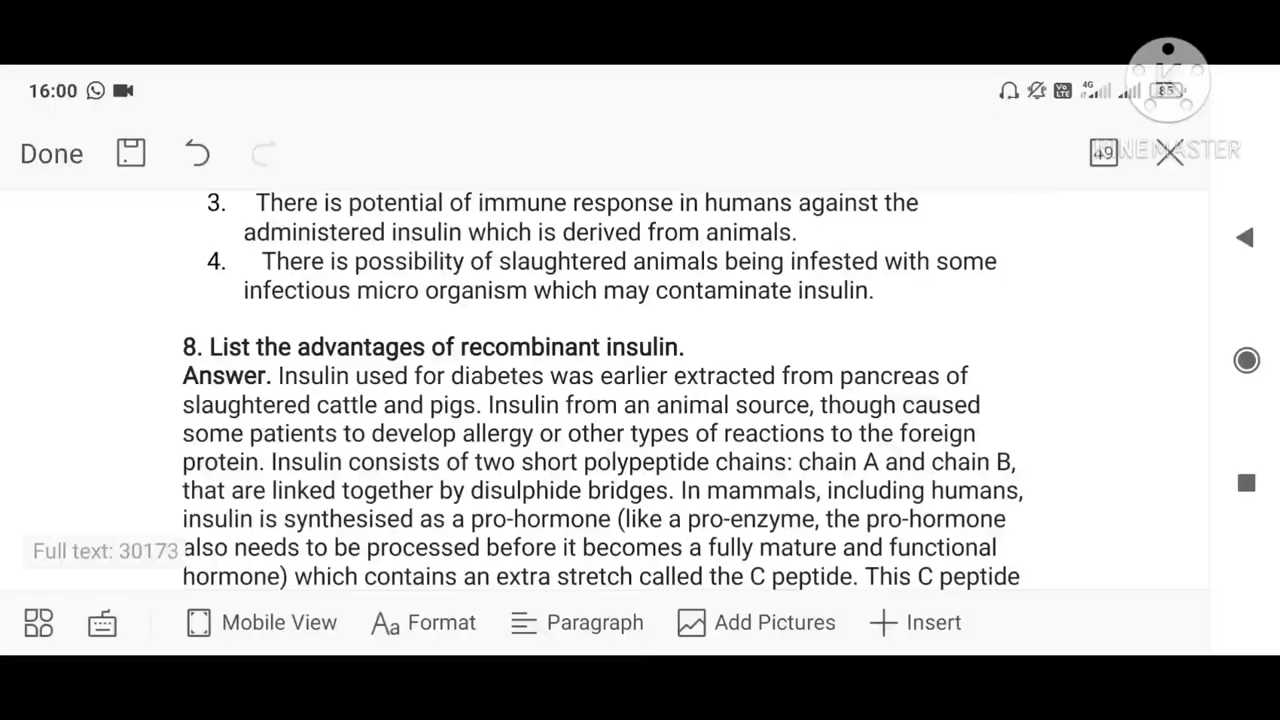 16:00
VoLTE 4G 85
Done
49
KINEMASTER
3. There is potential of immune response in humans against the
administered insulin which is derived from animals.
4. There is possibility of slaughtered animals being infested with some
infectious micro organism which may contaminate insulin.
8. List the advantages of recombinant insulin.
Answer. Insulin used for diabetes was earlier extracted from pancreas of
slaughtered cattle and pigs. Insulin from an animal source, though caused
some patients to develop allergy or other types of reactions to the foreign
protein. Insulin consists of two short polypeptide chains: chain A and chain B,
that are linked together by disulphide bridges. In mammals, including humans,
insulin is synthesised as a pro-hormone (like a pro-enzyme, the pro-hormone
also needs to be processed before it becomes a fully mature and functional
hormone) which contains an extra stretch called the C peptide. This C peptide
Full text: 30173
Mobile View
Aa Format
Paragraph
Add Pictures
Insert